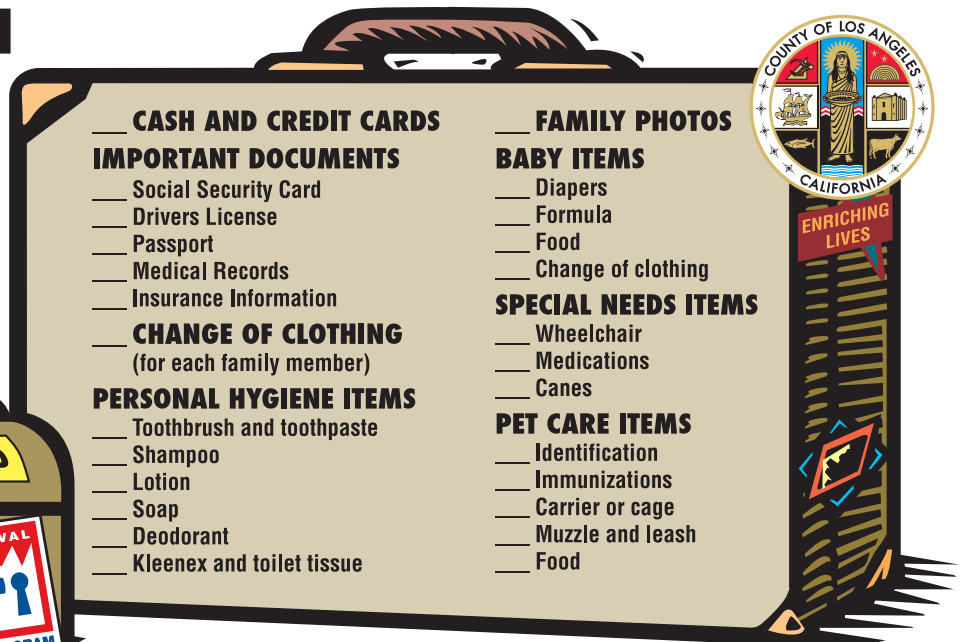 ___ CASH AND CREDIT CARDS
IMPORTANT DOCUMENTS
___ Social Security Card
___ Drivers License
___ Passport
___ Medical Records
___ Insurance Information
___ CHANGE OF CLOTHING
(for each family member)
PERSONAL HYGIENE ITEMS
___ Toothbrush and toothpaste
___ Shampoo
___ Lotion
___ Soap
___ Deodorant
___ Kleenex and toilet tissue
___ FAMILY PHOTOS
BABY ITEMS
___ Diapers
___ Formula
___ Food
___ Change of clothing
SPECIAL NEEDS ITEMS
___ Wheelchair
___ Medications
___ Canes
PET CARE ITEMS
___ Identification
___ Immunizations
___ Carrier or cage
___ Muzzle and leash
___ Food
COUNTY OF LOS ANGELES
CALIFORNIA
ENRICHING
LIVES